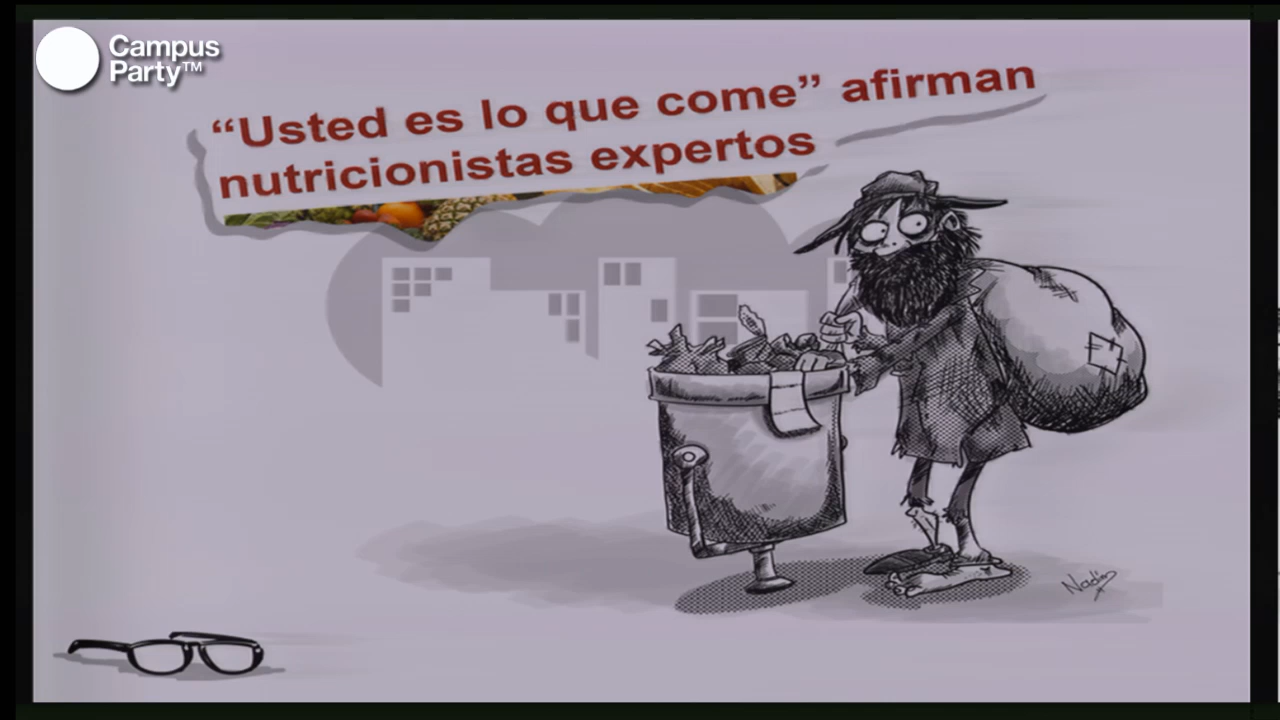 Campus
Party™
“Usted es lo que come” afirman
nutricionistas expertos